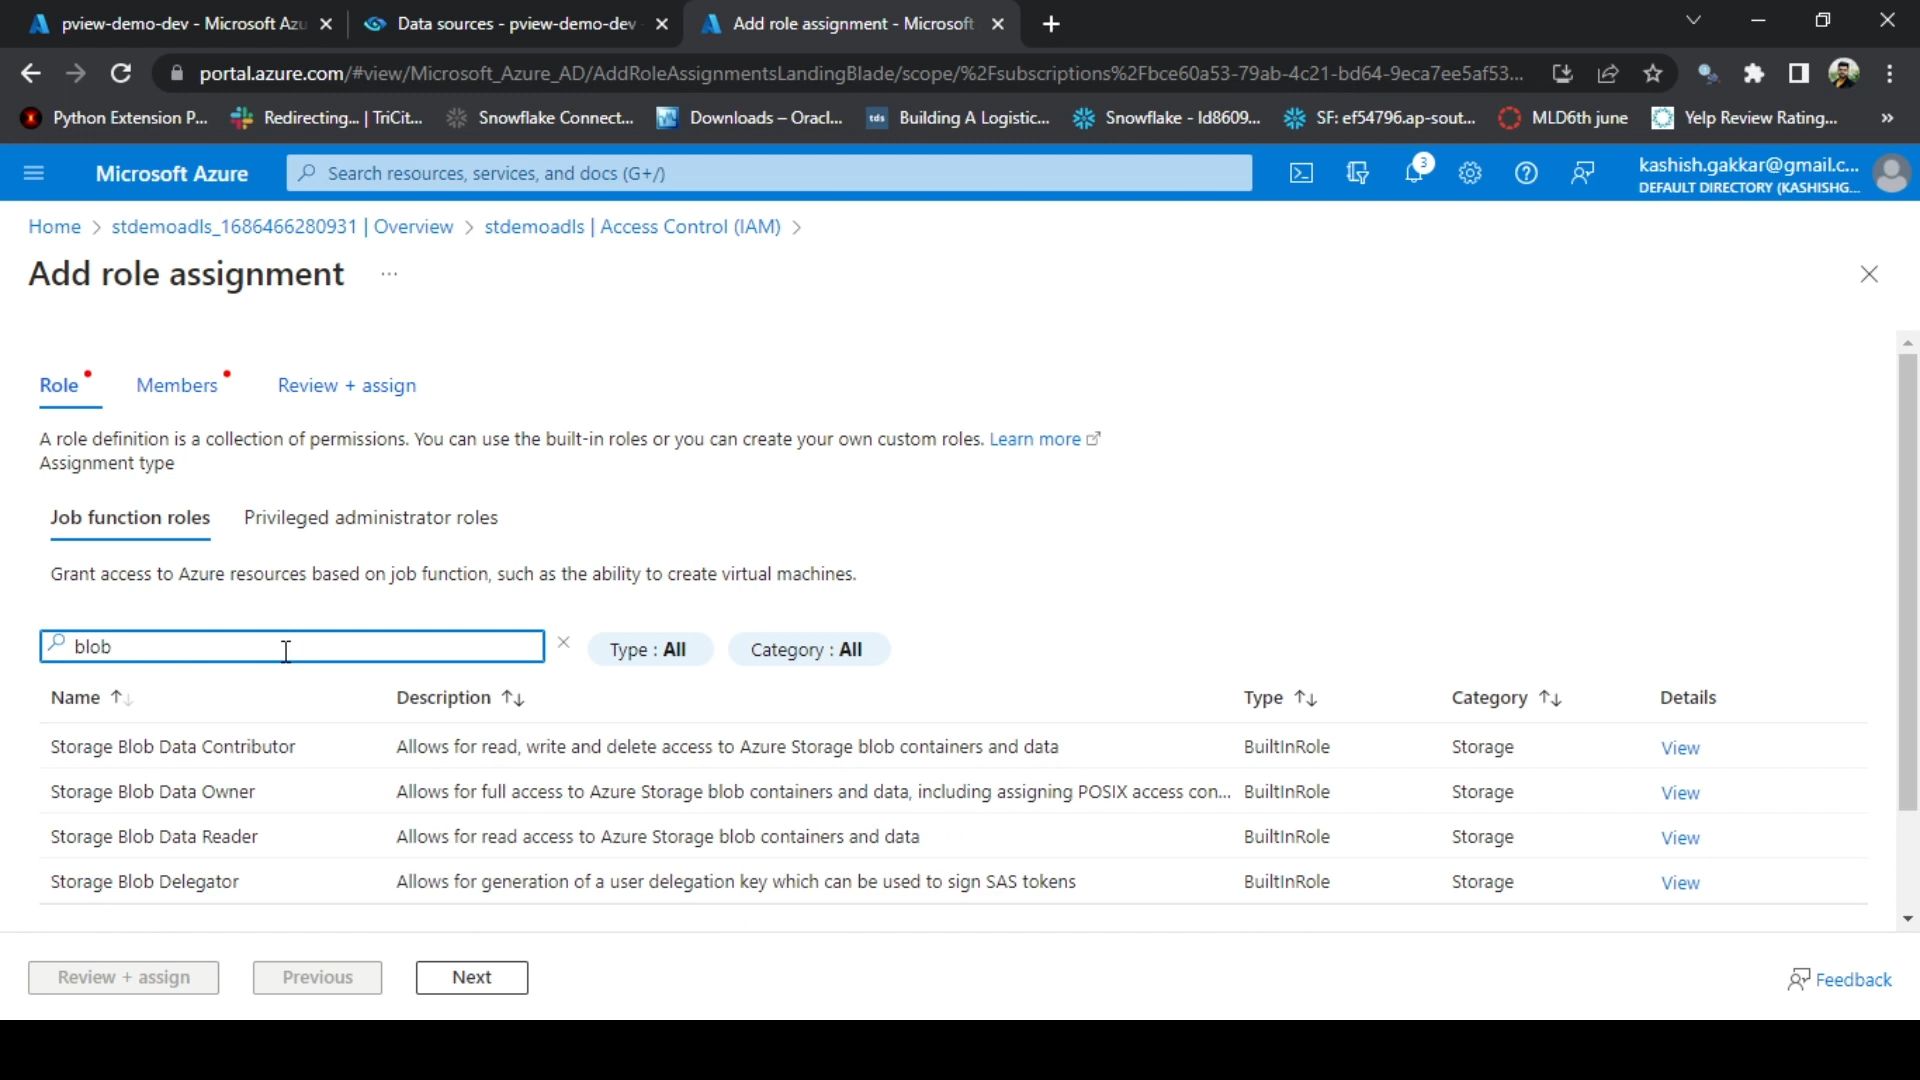 pview-demo-dev - Microsoft Azu
Data sources - pview-demo-dev
Add role assignment - Microsoft
portal.azure.com/#view/Microsoft_Azure_AD/AddRoleAssignmentsLandingBlade/scope/%2Fsubscriptions%2Fbce60a53-79ab-4c21-bd64-9eca7ee5af53...
Python Extension P...
Redirecting... | TriCit...
Snowflake Connect...
Downloads – Oracl...
tds
Building A Logistic...
Snowflake - Id8609...
SF: ef54796.ap-sout...
MLD6th june
Yelp Review Rating...
»
Microsoft Azure
Search resources, services, and docs (G+/)
3
kashish.gakkar@gmail.c...
DEFAULT DIRECTORY (KASHISHG...
Home > stdemoadls_1686466280931 | Overview > stdemoadls | Access Control (IAM) >
Add role assignment ...
Role
Members
Review + assign
A role definition is a collection of permissions. You can use the built-in roles or you can create your own custom roles. Learn more
Assignment type
Job function roles
Privileged administrator roles
Grant access to Azure resources based on job function, such as the ability to create virtual machines.
blob
Type : All
Category : All
Name ↑↓ Description ↑↓ Type ↑↓ Category ↑↓ Details
Storage Blob Data Contributor Allows for read, write and delete access to Azure Storage blob containers and data BuiltInRole Storage View
Storage Blob Data Owner Allows for full access to Azure Storage blob containers and data, including assigning POSIX access con... BuiltInRole Storage View
Storage Blob Data Reader Allows for read access to Azure Storage blob containers and data BuiltInRole Storage View
Storage Blob Delegator Allows for generation of a user delegation key which can be used to sign SAS tokens BuiltInRole Storage View
Review + assign
Previous
Next
Feedback